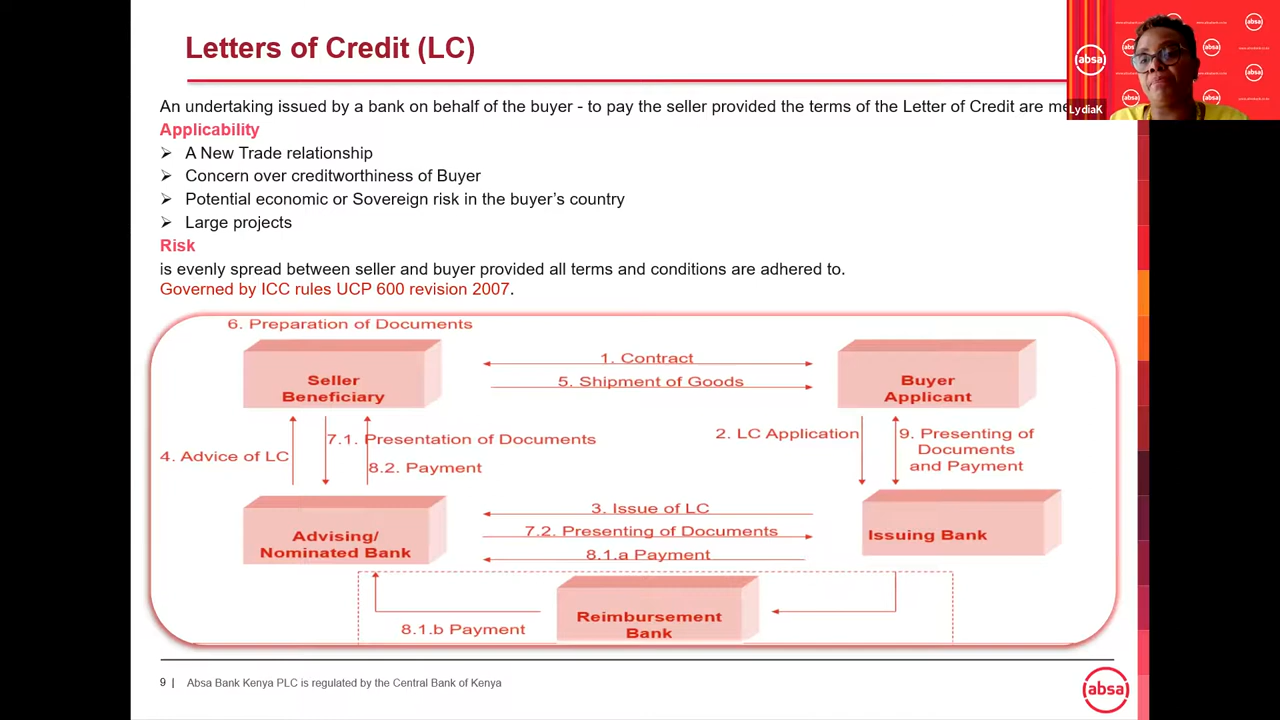 Letters of Credit (LC)
absa
absa
absa
absa
absa
absa
LydiaK
An undertaking issued by a bank on behalf of the buyer - to pay the seller provided the terms of the Letter of Credit are
Applicability
➢ A New Trade relationship
➢ Concern over creditworthiness of Buyer
➢ Potential economic or Sovereign risk in the buyer’s country
➢ Large projects
Risk
is evenly spread between seller and buyer provided all terms and conditions are adhered to.
Governed by ICC rules UCP 600 revision 2007.
6. Preparation of Documents
1. Contract
5. Shipment of Goods
Seller
Beneficiary
Buyer
Applicant
4. Advice of LC
7.1. Presentation of Documents
8.2. Payment
2. LC Application
9. Presenting of
Documents
and Payment
3. Issue of LC
7.2. Presenting of Documents
8.1.a Payment
Advising/
Nominated Bank
Issuing Bank
Reimbursement
Bank
8.1.b Payment
9 | Absa Bank Kenya PLC is regulated by the Central Bank of Kenya
absa